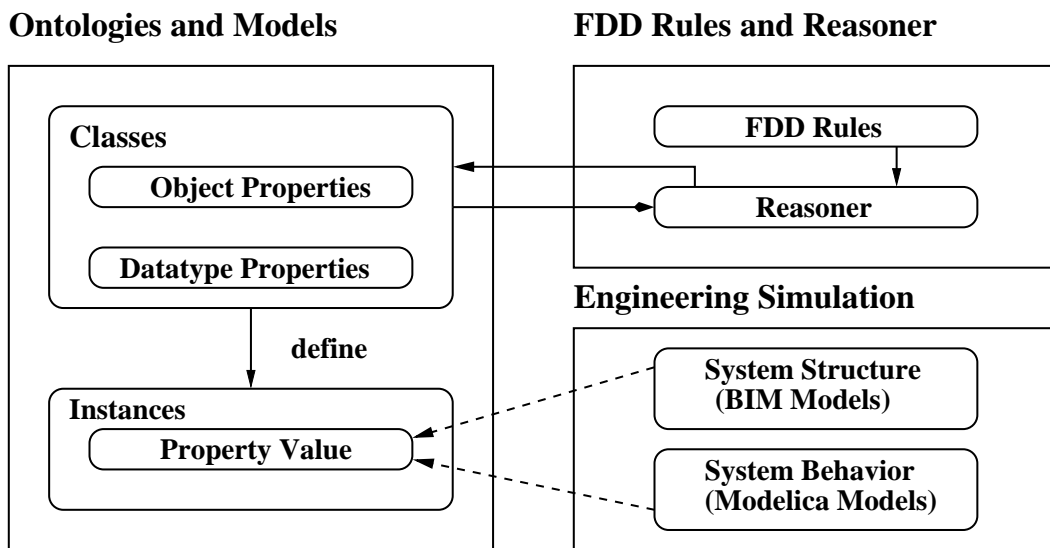 Ontologies and Models
Classes
Object Properties
Datatype Properties
define
Instances
Property Value
FDD Rules and Reasoner
FDD Rules
Reasoner
Engineering Simulation
System Structure
(BIM Models)
System Behavior
(Modelica Models)